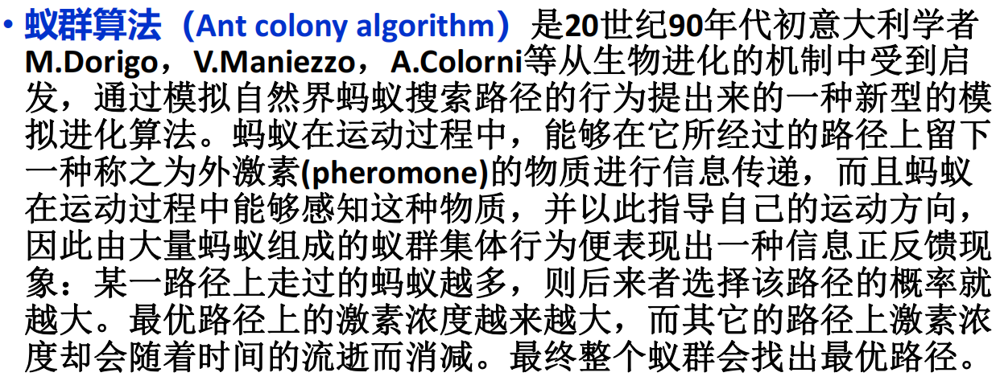 • 蚁群算法（Ant colony algorithm）是20世纪90年代初意大利学者
M.Dorigo，V.Maniezzo，A.Colorni等从生物进化的机制中受到启
发，通过模拟自然界蚂蚁搜索路径的行为提出来的一种新型的模
拟进化算法。蚂蚁在运动过程中，能够在它所经过的路径上留下
一种称之为外激素(pheromone)的物质进行信息传递，而且蚂蚁
在运动过程中能够感知这种物质，并以此指导自己的运动方向，
因此由大量蚂蚁组成的蚁群集体行为便表现出一种信息正反馈现
象：某一路径上走过的蚂蚁越多，则后来者选择该路径的概率就
越大。最优路径上的激素浓度越来越大，而其它的路径上激素浓
度却会随着时间的流逝而消减。最终整个蚁群会找出最优路径。